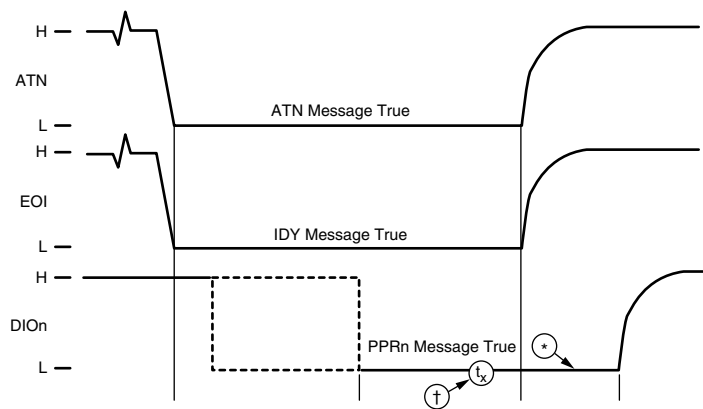 H
ATN
ATN Message True
L
H
EOI
IDY Message True
L
H
DIOn
PPRn Message True
*
L
tx
†